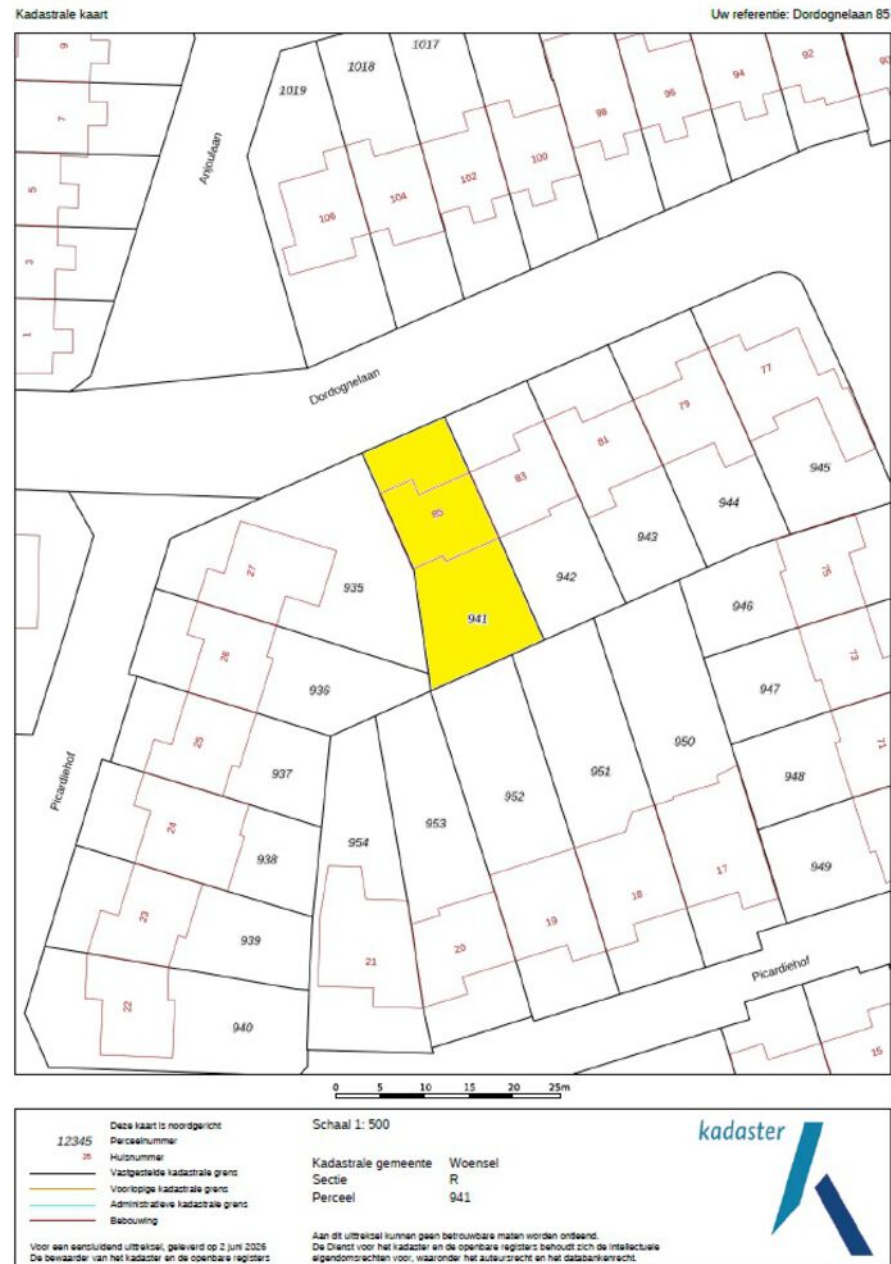 Kadastrale kaart
Uw referentie: Dordognelaan 85
9
7
5
3
1
Anjoulaan
1019
1018
1017
106
104
102
100
98
96
94
92
90
Dordognelaan
85
83
81
79
77
941
942
943
944
945
935
936
937
938
939
940
27
26
25
24
23
22
Picardiehof
946
947
948
949
75
73
71
954
953
952
951
950
21
20
19
18
17
Picardiehof
15
0 5 10 15 20 25m
Deze kaart is noordgericht
12345 Perceelnummer
25 Huisnummer
Vastgestelde kadastrale grens
Voorlopige kadastrale grens
Administratieve kadastrale grens
Bebouwing
Voor een eensluidend uittreksel, geleverd op 2 juni 2026
De bewaarder van het kadaster en de openbare registers
Schaal 1: 500
Kadastrale gemeente Woensel
Sectie R
Perceel 941
Aan dit uittreksel kunnen geen betrouwbare maten worden ontleend.
De Dienst voor het kadaster en de openbare registers behoudt zich de intellectuele
eigendomsrechten voor, waaronder het auteursrecht en het databankenrecht.
kadaster